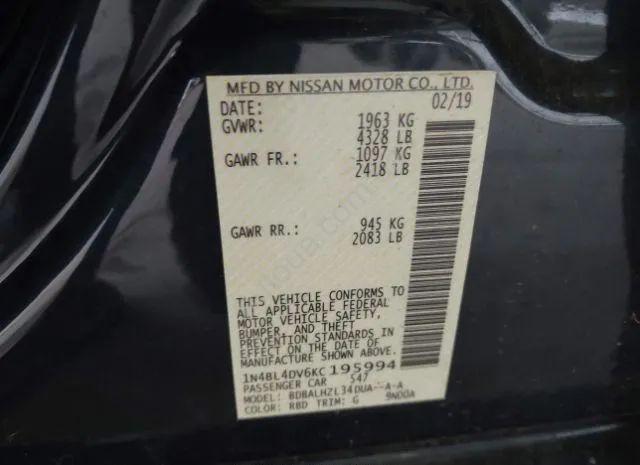 MFD BY NISSAN MOTOR CO., LTD.
DATE: 02/19
GVWR: 1963 KG
4328 LB
GAWR FR.: 1097 KG
2418 LB
GAWR RR.: 945 KG
2083 LB
THIS VEHICLE CONFORMS TO
ALL APPLICABLE FEDERAL
MOTOR VEHICLE SAFETY,
BUMPER, AND THEFT
PREVENTION STANDARDS IN
EFFECT ON THE DATE OF
MANUFACTURE SHOWN ABOVE.
1N4BL4DV6KC195994
PASSENGER CAR 547
MODEL: BDBALHZL34DUA--A-A
COLOR: RBD TRIM: G 9N00A